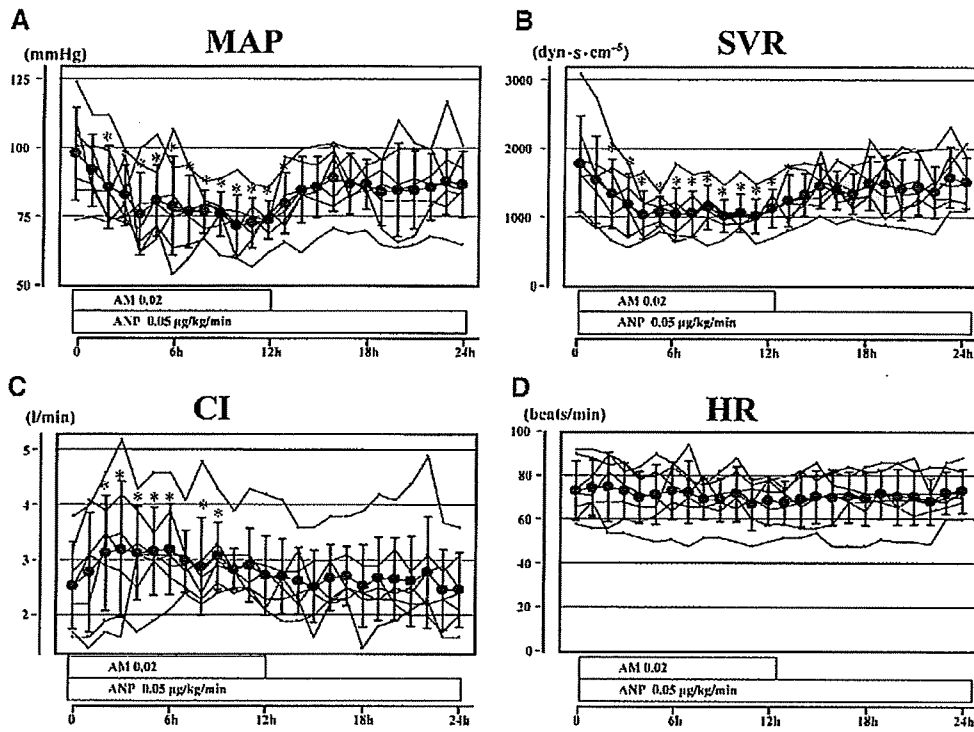 A
MAP
(mmHg)
125
100
75
50
* * * * * * * * * * * *
AM 0.02
ANP 0.05 µg/kg/min
0 6h 12h 18h 24h
B
SVR
(dyn·s·cm⁻⁵)
3000
2000
1000
0
* * * * * * * * * * *
AM 0.02
ANP 0.05 µg/kg/min
0 6h 12h 18h 24h
C
CI
(l/min)
5
4
3
2
* * * * * * *
AM 0.02
ANP 0.05 µg/kg/min
0 6h 12h 18h 24h
D
HR
(beats/min)
100
80
60
40
20
0
AM 0.02
ANP 0.05 µg/kg/min
0 6h 12h 18h 24h